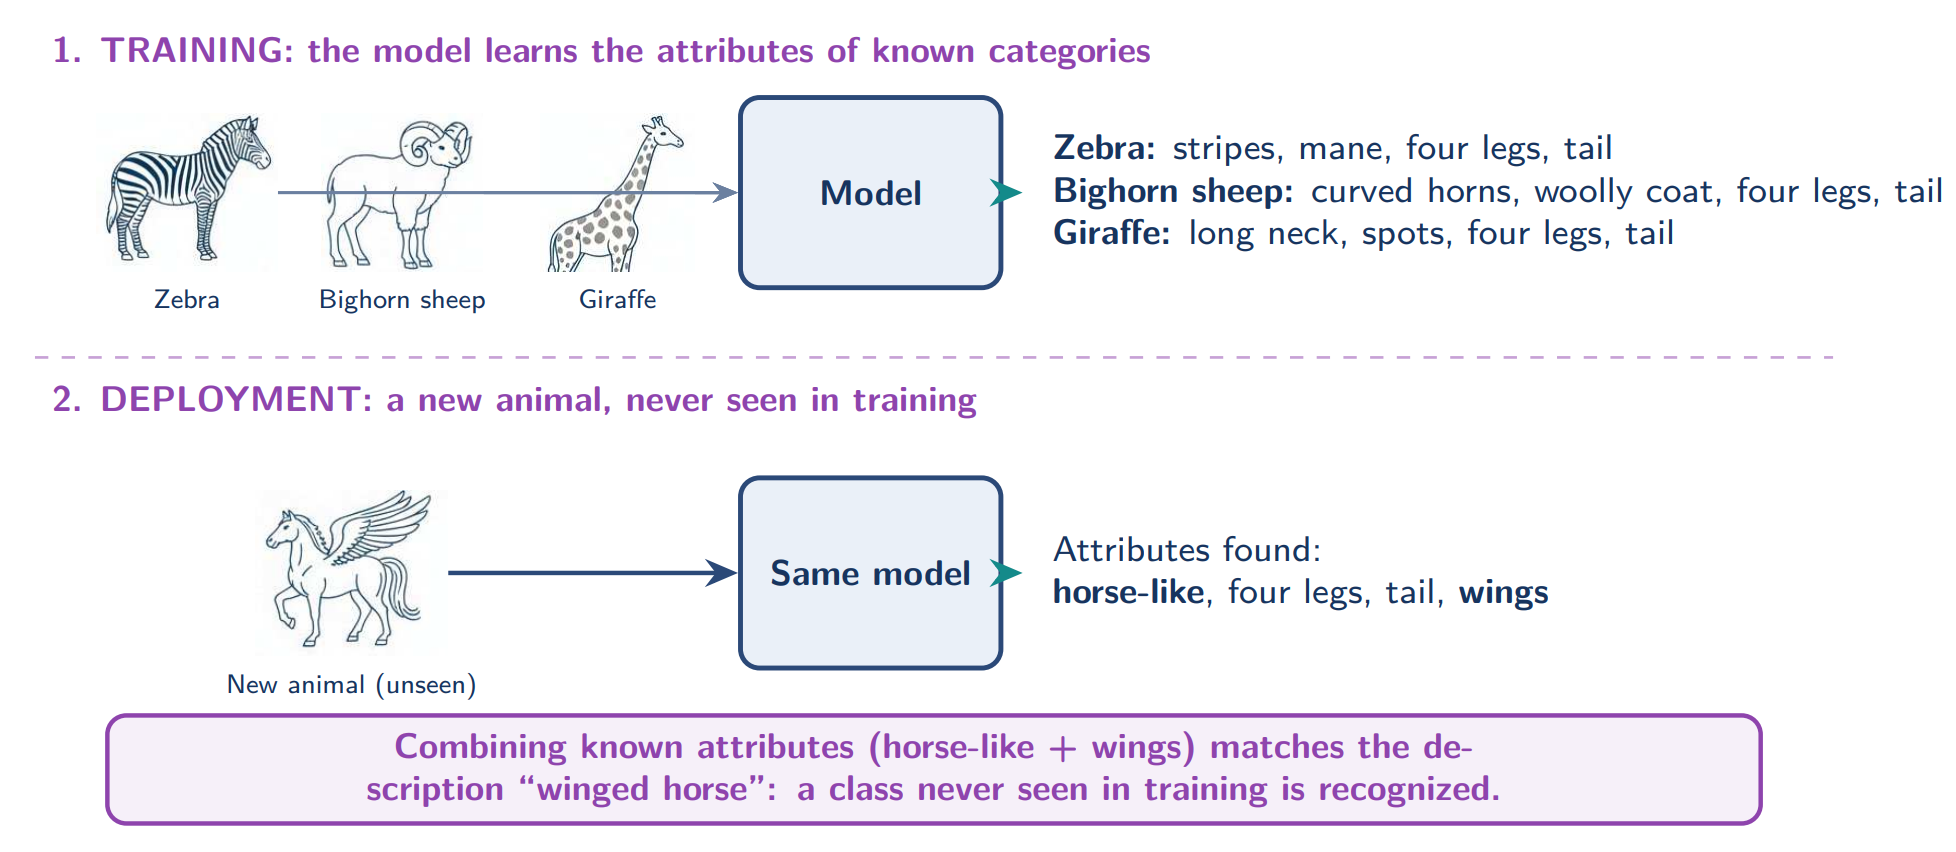 1. TRAINING: the model learns the attributes of known categories
Model
Zebra: stripes, mane, four legs, tail
Bighorn sheep: curved horns, woolly coat, four legs, tail
Giraffe: long neck, spots, four legs, tail
Zebra
Bighorn sheep
Giraffe
2. DEPLOYMENT: a new animal, never seen in training
Same model
Attributes found:
horse-like, four legs, tail, wings
New animal (unseen)
Combining known attributes (horse-like + wings) matches the de-
scription “winged horse”: a class never seen in training is recognized.